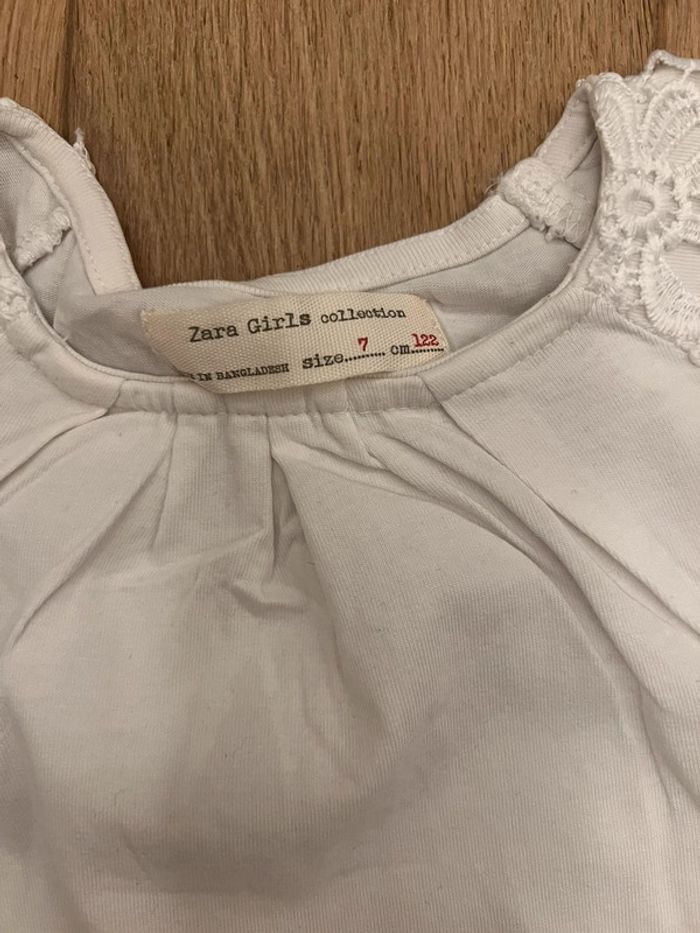 Zara Girls collection
IN BANGLADESH size.......... 7 cm.......... 122